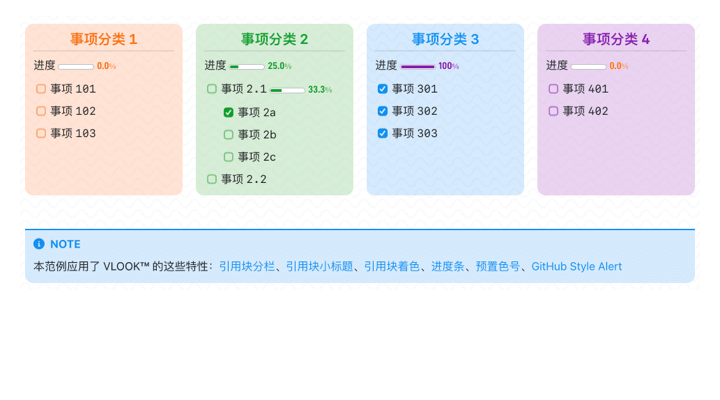 事项分类 1
进度 0.0%
事项 101
事项 102
事项 103
事项分类 2
进度 25.0%
事项 2.1 33.3%
事项 2a
事项 2b
事项 2c
事项 2.2
事项分类 3
进度 100%
事项 301
事项 302
事项 303
事项分类 4
进度 0.0%
事项 401
事项 402
NOTE
本范例应用了 VLOOK™ 的这些特性：引用块分栏、引用块小标题、引用块着色、进度条、预置色号、GitHub Style Alert